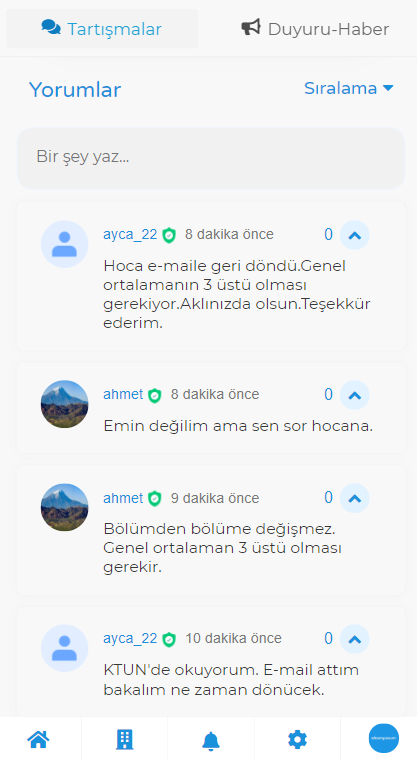 Tartışmalar
Duyuru-Haber
Yorumlar
Sıralama
Bir şey yaz...
ayca_22 8 dakika önce 0
Hoca e-maile geri döndü.Genel
ortalamanın 3 üstü olması
gerekiyor.Aklınızda olsun.Teşekkür
ederim.
ahmet 8 dakika önce 0
Emin değilim ama sen sor hocana.
ahmet 9 dakika önce 0
Bölümden bölüme değişmez.
Genel ortalaman 3 üstü olması
gerekir.
ayca_22 10 dakika önce 0
KTUN'de okuyorum. E-mail attım
bakalım ne zaman dönücek.